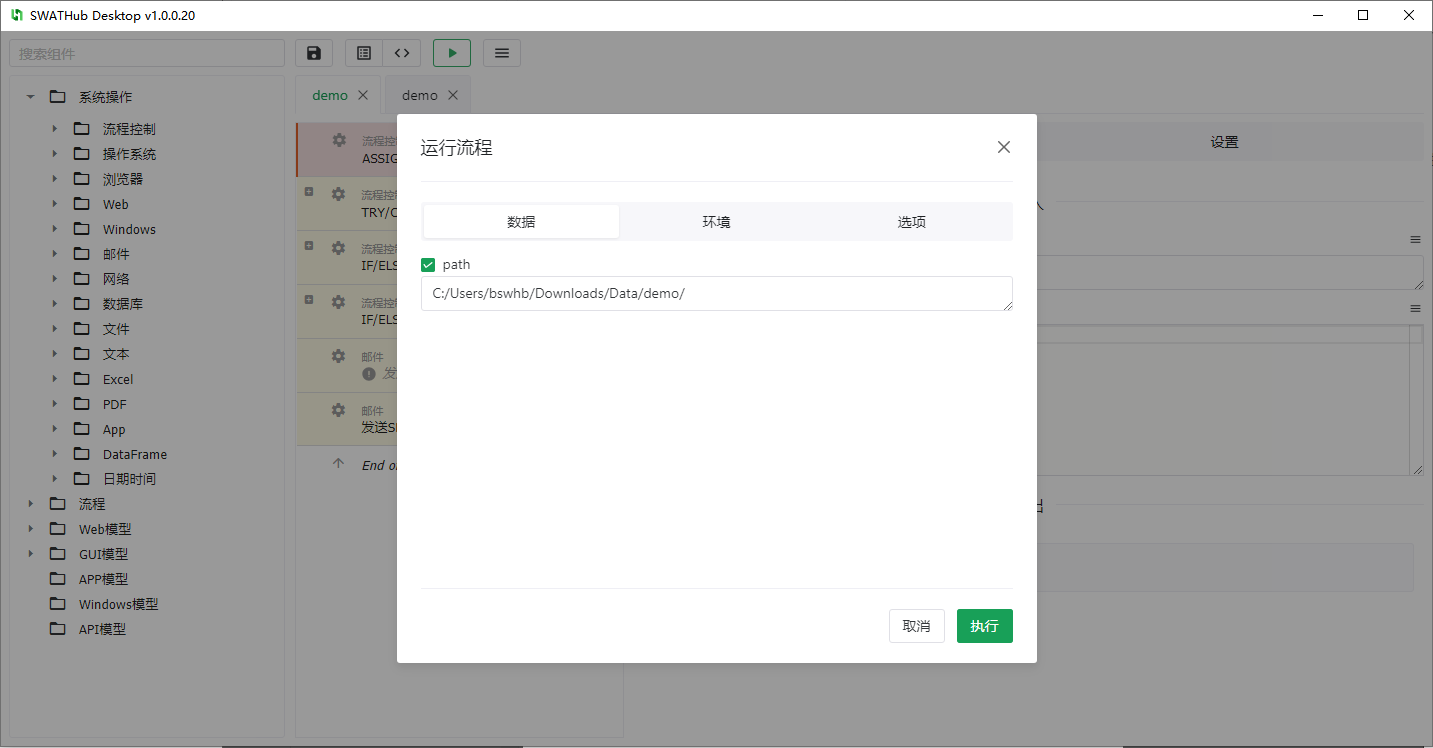 SWATHub Desktop v1.0.0.20
搜索组件
系统操作
流程控制
操作系统
浏览器
Web
Windows
邮件
网络
数据库
文件
文本
Excel
PDF
App
DataFrame
日期时间
流程
Web模型
GUI模型
APP模型
Windows模型
API模型
demo
demo
流程控
ASSIG
流程控
TRY/C
流程控
IF/ELS
流程控
IF/ELS
邮件
发
邮件
发送S
End o
设置
运行流程
数据
环境
选项
path
C:/Users/bswhb/Downloads/Data/demo/
取消
执行
出